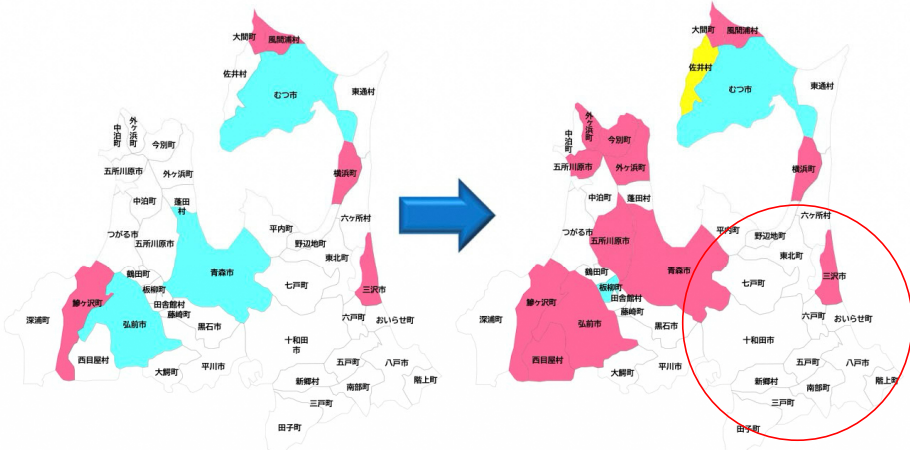 大間町
風間浦村
佐井村
むつ市
東通村
中泊町
外ヶ浜町
今別町
五所川原市
外ヶ浜町
横浜町
中泊町
蓬田村
六ヶ所村
平内町
つがる市
五所川原市
野辺地町
東北町
青森市
鶴田町
板柳町
七戸町
三沢市
鰺ヶ沢町
田舎館村
藤崎町
深浦町
弘前市
黒石市
六戸町
おいらせ町
十和田市
西目屋村
大鰐町
平川市
五戸町
八戸市
新郷村
南部町
階上町
三戸町
田子町
大間町
風間浦村
佐井村
むつ市
東通村
中泊町
外ヶ浜町
今別町
五所川原市
外ヶ浜町
横浜町
中泊町
蓬田村
六ヶ所村
平内町
つがる市
五所川原市
野辺地町
東北町
青森市
鶴田町
板柳町
七戸町
三沢市
鰺ヶ沢町
田舎館村
藤崎町
深浦町
弘前市
黒石市
六戸町
おいらせ町
十和田市
西目屋村
大鰐町
平川市
五戸町
八戸市
新郷村
南部町
階上町
三戸町
田子町